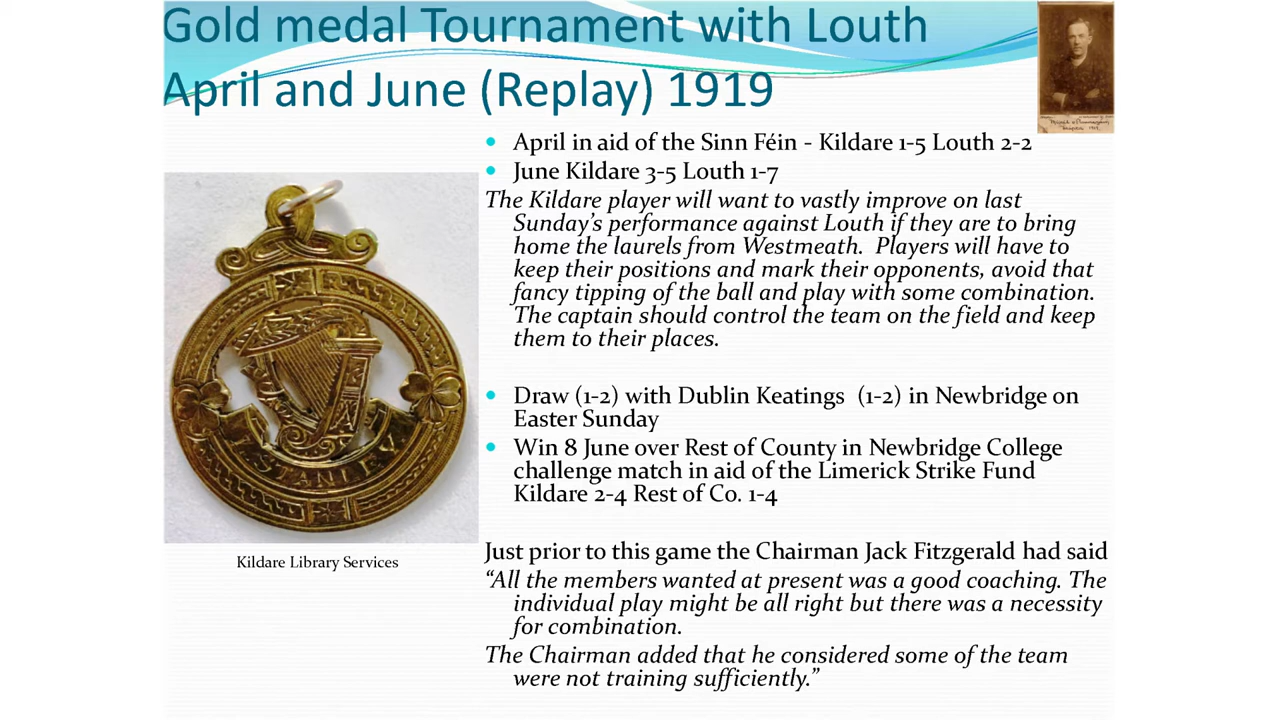 Gold medal Tournament with Louth
April and June (Replay) 1919
April in aid of the Sinn Féin - Kildare 1-5 Louth 2-2
June Kildare 3-5 Louth 1-7
The Kildare player will want to vastly improve on last
Sunday's performance against Louth if they are to bring
home the laurels from Westmeath.  Players will have to
keep their positions and mark their opponents, avoid that
fancy tipping of the ball and play with some combination.
The captain should control the team on the field and keep
them to their places.
Draw (1-2) with Dublin Keatings  (1-2) in Newbridge on
Easter Sunday
Win 8 June over Rest of County in Newbridge College
challenge match in aid of the Limerick Strike Fund
Kildare 2-4 Rest of Co. 1-4
Just prior to this game the Chairman Jack Fitzgerald had said
“All the members wanted at present was a good coaching. The
individual play might be all right but there was a necessity
for combination.
The Chairman added that he considered some of the team
were not training sufficiently.”
STANLEY
Kildare Library Services